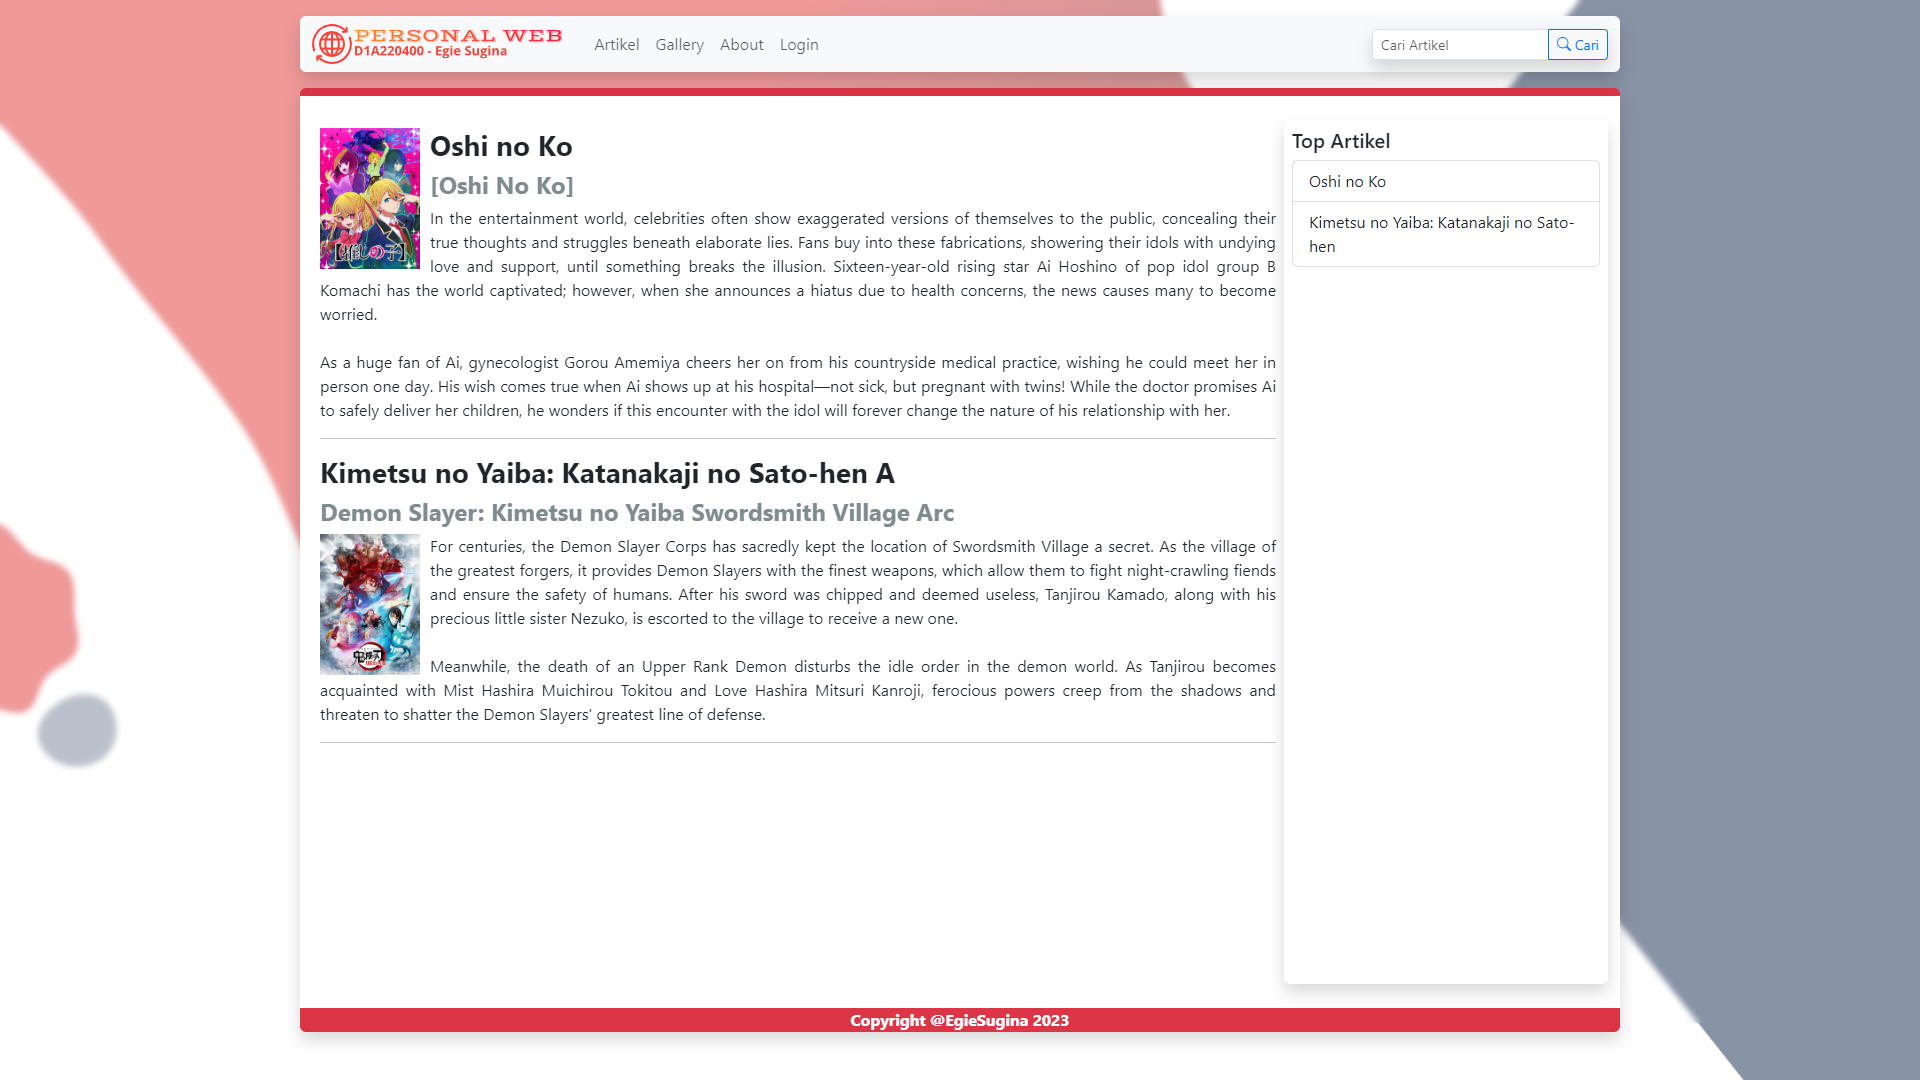 PERSONAL WEB
D1A220400 - Egie Sugina
Artikel
Gallery
About
Login
Cari Artikel
Cari
Oshi no Ko
[Oshi No Ko]
In the entertainment world, celebrities often show exaggerated versions of themselves to the public, concealing their
true thoughts and struggles beneath elaborate lies. Fans buy into these fabrications, showering their idols with undying
love and support, until something breaks the illusion. Sixteen-year-old rising star Ai Hoshino of pop idol group B
Komachi has the world captivated; however, when she announces a hiatus due to health concerns, the news causes many to become
worried.
As a huge fan of Ai, gynecologist Gorou Amemiya cheers her on from his countryside medical practice, wishing he could meet her in
person one day. His wish comes true when Ai shows up at his hospital—not sick, but pregnant with twins! While the doctor promises Ai
to safely deliver her children, he wonders if this encounter with the idol will forever change the nature of his relationship with her.
【推しの子】
Kimetsu no Yaiba: Katanakaji no Sato-hen A
Demon Slayer: Kimetsu no Yaiba Swordsmith Village Arc
For centuries, the Demon Slayer Corps has sacredly kept the location of Swordsmith Village a secret. As the village of
the greatest forgers, it provides Demon Slayers with the finest weapons, which allow them to fight night-crawling fiends
and ensure the safety of humans. After his sword was chipped and deemed useless, Tanjirou Kamado, along with his
precious little sister Nezuko, is escorted to the village to receive a new one.
Meanwhile, the death of an Upper Rank Demon disturbs the idle order in the demon world. As Tanjirou becomes
acquainted with Mist Hashira Muichirou Tokitou and Love Hashira Mitsuri Kanroji, ferocious powers creep from the shadows and
threaten to shatter the Demon Slayers' greatest line of defense.
Top Artikel
Oshi no Ko
Kimetsu no Yaiba: Katanakaji no Sato-
hen
Copyright @EgieSugina 2023